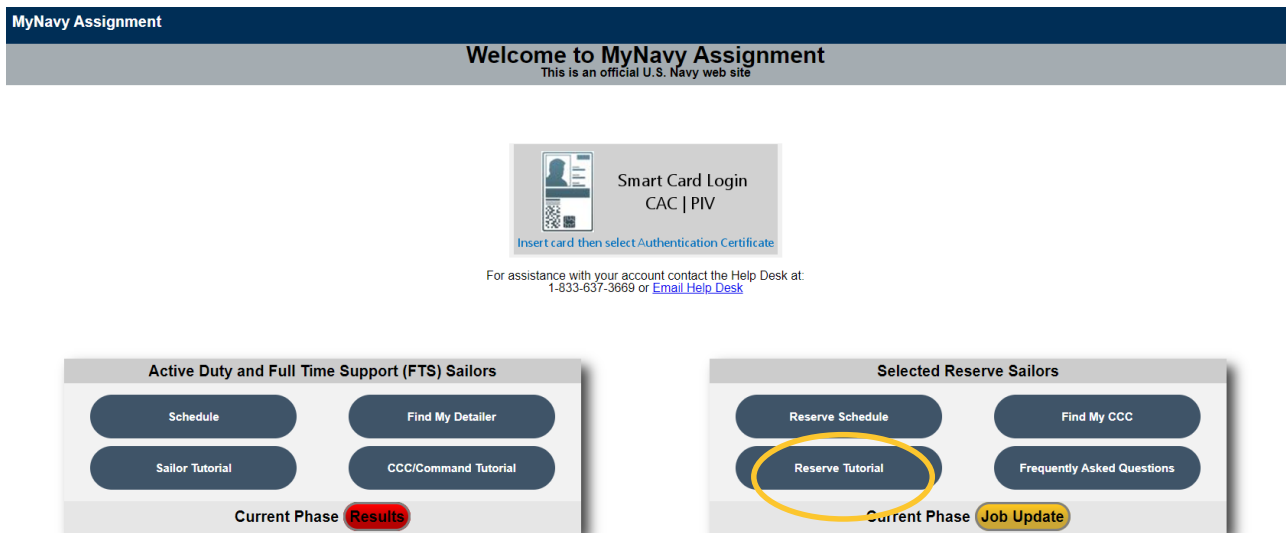 MyNavy Assignment
Welcome to MyNavy Assignment
This is an official U.S. Navy web site
Smart Card Login
CAC | PIV
Insert card then select Authentication Certificate
For assistance with your account contact the Help Desk at:
1-833-637-3669 or Email Help Desk
Active Duty and Full Time Support (FTS) Sailors
Schedule
Find My Detailer
Sailor Tutorial
CCC/Command Tutorial
Current Phase Results
Selected Reserve Sailors
Reserve Schedule
Find My CCC
Reserve Tutorial
Frequently Asked Questions
Current Phase Job Update